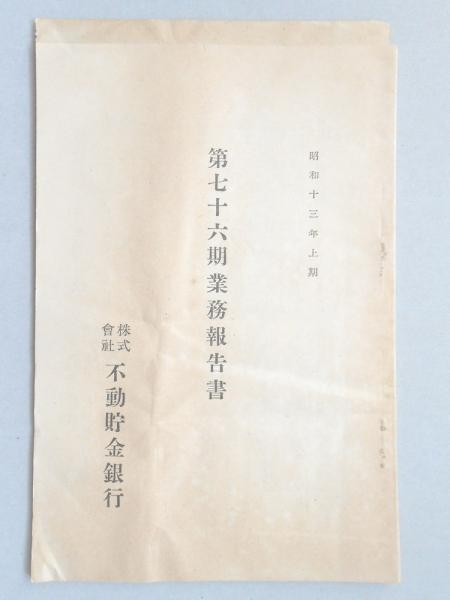 昭和十三年上期
第七十六期業務報告書
株式會社
不動貯金銀行